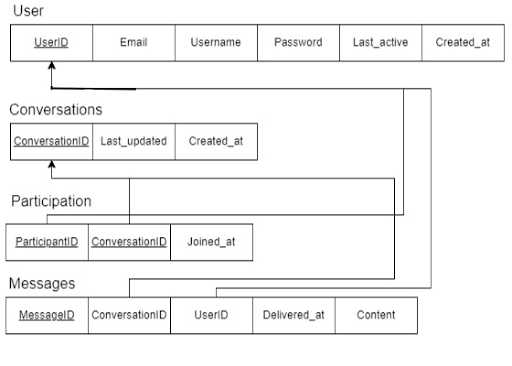 User
UserID Email Username Password Last_active Created_at
Conversations
ConversationID Last_updated Created_at
Participation
ParticipantID ConversationID Joined_at
Messages
MessageID ConversationID UserID Delivered_at Content